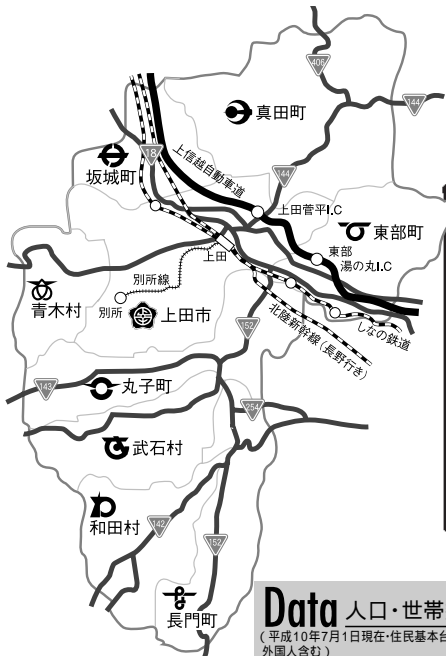 406
真田町
144
上信越自動車道
18
144
坂城町
上田菅平I.C
東部町
東部
湯の丸I.C
上田
別所線
青木村
別所
上田市
しなの鉄道
北陸新幹線(長野行き)
152
143
丸子町
254
武石村
和田村
142
152
長門町
Data 人口・世帯
(平成10年7月1日現在・住民基本台
外国人含む)